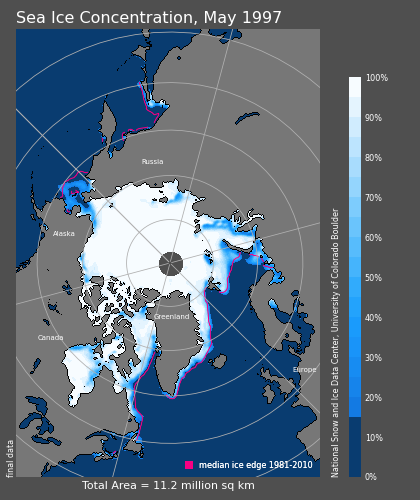 Sea Ice Concentration, May 1997
Russia
Alaska
Greenland
Canada
Europe
median ice edge 1981-2010
Total Area = 11.2 million sq km
final data
100%
90%
80%
70%
60%
50%
40%
30%
20%
10%
0%
National Snow and Ice Data Center, University of Colorado Boulder